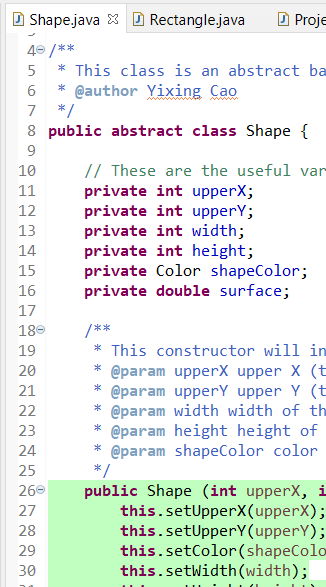 Shape.java Rectangle.java Proje
4 /**
5 * This class is an abstract ba
6 * @author Yixing Cao
7 */
8 public abstract class Shape {
9
10 // These are the useful var
11 private int upperX;
12 private int upperY;
13 private int width;
14 private int height;
15 private Color shapeColor;
16 private double surface;
17
18 /**
19 * This constructor will in
20 * @param upperX upper X (t
21 * @param upperY upper Y (t
22 * @param width width of th
23 * @param height height of
24 * @param shapeColor color
25 */
26 public Shape (int upperX, i
27 this.setUpperX(upperX);
28 this.setUpperY(upperY);
29 this.setColor(shapeColo
30 this.setWidth(width);